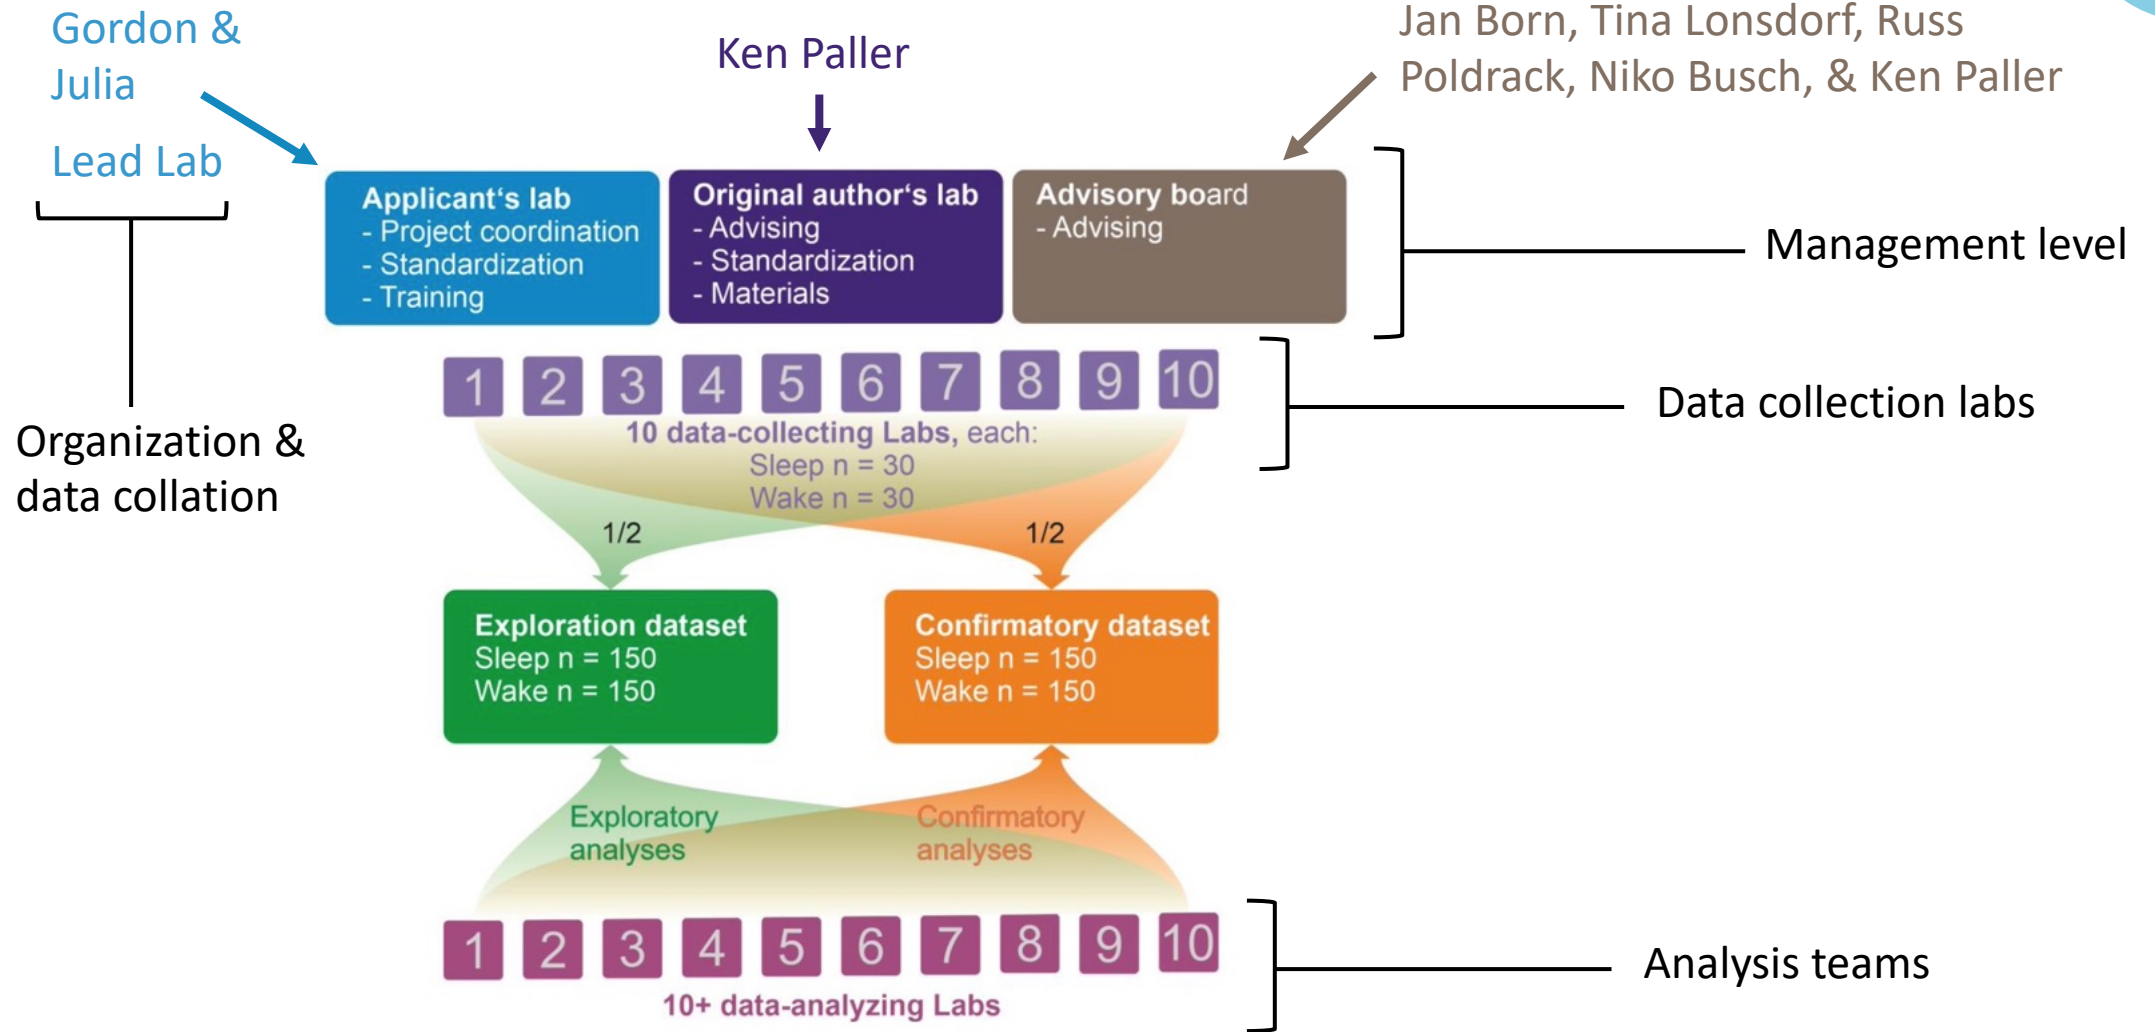 Gordon &
Julia
Lead Lab
Ken Paller
Jan Born, Tina Lonsdorf, Russ
Poldrack, Niko Busch, & Ken Paller
Applicant‘s lab
- Project coordination
- Standardization
- Training
Original author‘s lab
- Advising
- Standardization
- Materials
Advisory board
- Advising
Management level
1 2 3 4 5 6 7 8 9 10
Data collection labs
10 data-collecting Labs, each:
Sleep n = 30
Wake n = 30
Organization &
data collation
1/2
1/2
Exploration dataset
Sleep n = 150
Wake n = 150
Confirmatory dataset
Sleep n = 150
Wake n = 150
Exploratory
analyses
Confirmatory
analyses
1 2 3 4 5 6 7 8 9 10
Analysis teams
10+ data-analyzing Labs